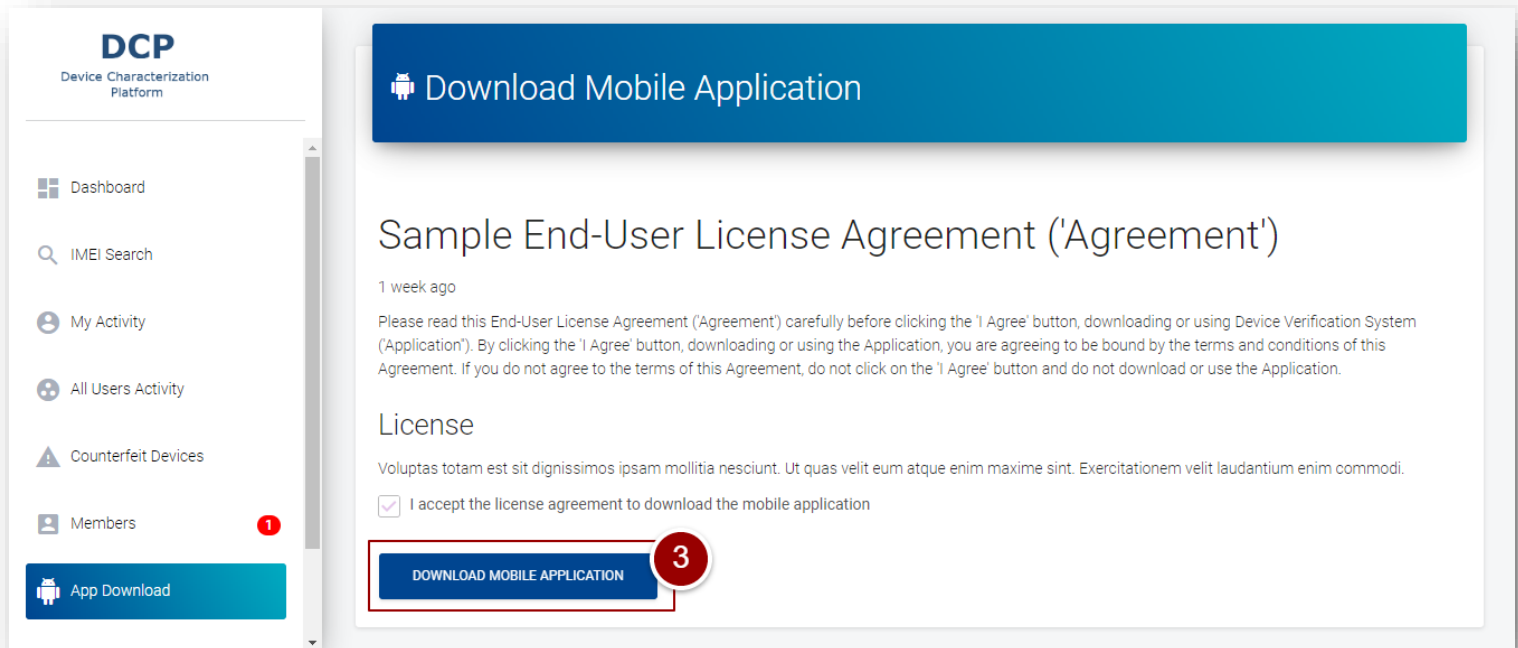 DCP
Device Characterization
Platform
Dashboard
IMEI Search
My Activity
All Users Activity
Counterfeit Devices
Members
1
App Download
Download Mobile Application
Sample End-User License Agreement ('Agreement')
1 week ago
Please read this End-User License Agreement ('Agreement') carefully before clicking the 'I Agree' button, downloading or using Device Verification System
('Application"). By clicking the 'I Agree' button, downloading or using the Application, you are agreeing to be bound by the terms and conditions of this
Agreement. If you do not agree to the terms of this Agreement, do not click on the 'I Agree' button and do not download or use the Application.
License
Voluptas totam est sit dignissimos ipsam mollitia nesciunt. Ut quas velit eum atque enim maxime sint. Exercitationem velit laudantium enim commodi.
I accept the license agreement to download the mobile application
DOWNLOAD MOBILE APPLICATION
3